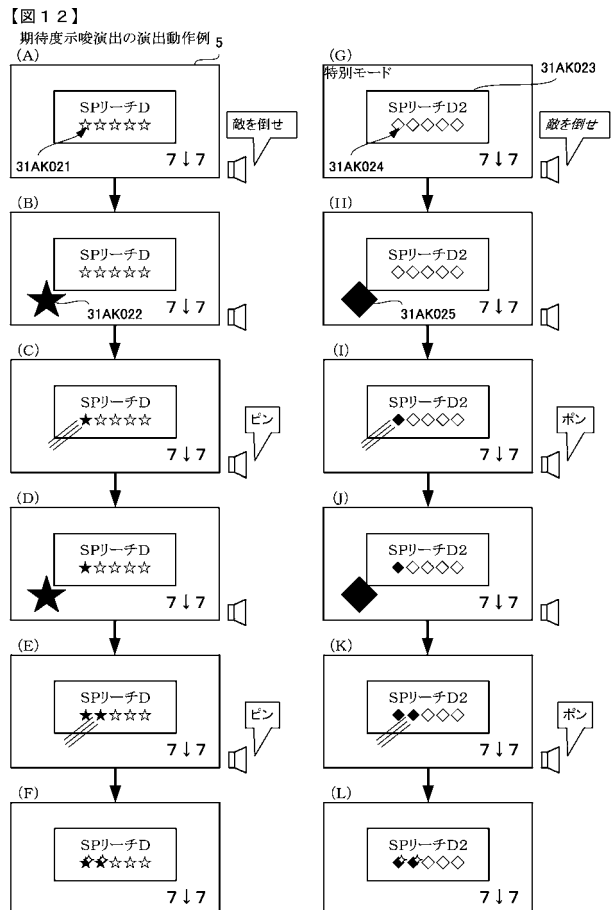 【図１２】
期待度示唆演出の演出動作例
5
(A)
SPリーチD
☆☆☆☆☆
敵を倒せ
31AK021
7↓7
(B)
SPリーチD
☆☆☆☆☆
31AK022
7↓7
(C)
SPリーチD
★☆☆☆☆
ピン
7↓7
(D)
SPリーチD
★☆☆☆☆
7↓7
(E)
SPリーチD
★★☆☆☆
ピン
7↓7
(F)
SPリーチD
★★☆☆☆
7↓7
(G)
特別モード
31AK023
SPリーチD2
◇◇◇◇◇
敵を倒せ
31AK024
7↓7
(H)
SPリーチD2
◇◇◇◇◇
31AK025
7↓7
(I)
SPリーチD2
◆◇◇◇◇
ポン
7↓7
(J)
SPリーチD2
◆◇◇◇◇
7↓7
(K)
SPリーチD2
◆◆◇◇◇
ポン
7↓7
(L)
SPリーチD2
◆◆◇◇◇
7↓7